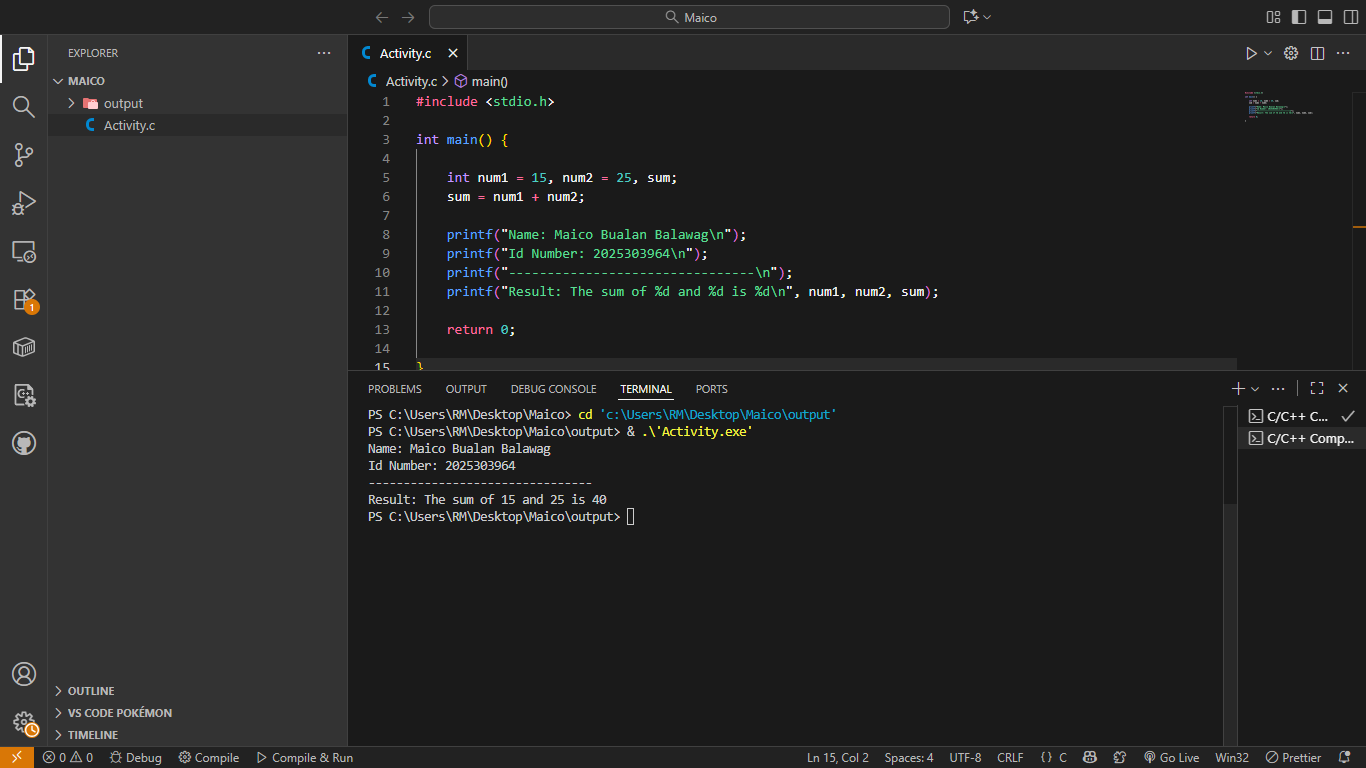 Maico
EXPLORER
MAICO
output
Activity.c
OUTLINE
VS CODE POKÉMON
TIMELINE
1
Activity.c
Activity.c > main()
1 #include <stdio.h>
2
3 int main() {
4
5 int num1 = 15, num2 = 25, sum;
6 sum = num1 + num2;
7
8 printf("Name: Maico Bualan Balawag\n");
9 printf("Id Number: 2025303964\n");
10 printf("--------------------------------\n");
11 printf("Result: The sum of %d and %d is %d\n", num1, num2, sum);
12
13 return 0;
14
15 }
PROBLEMS OUTPUT DEBUG CONSOLE TERMINAL PORTS
PS C:\Users\RM\Desktop\Maico> cd 'c:\Users\RM\Desktop\Maico\output'
PS C:\Users\RM\Desktop\Maico\output> & .\'Activity.exe'
Name: Maico Bualan Balawag
Id Number: 2025303964
--------------------------------
Result: The sum of 15 and 25 is 40
PS C:\Users\RM\Desktop\Maico\output>
C/C++ C...
C/C++ Comp...
0 0 Debug Compile Compile & Run Ln 15, Col 2 Spaces: 4 UTF-8 CRLF {} C Go Live Win32 Prettier